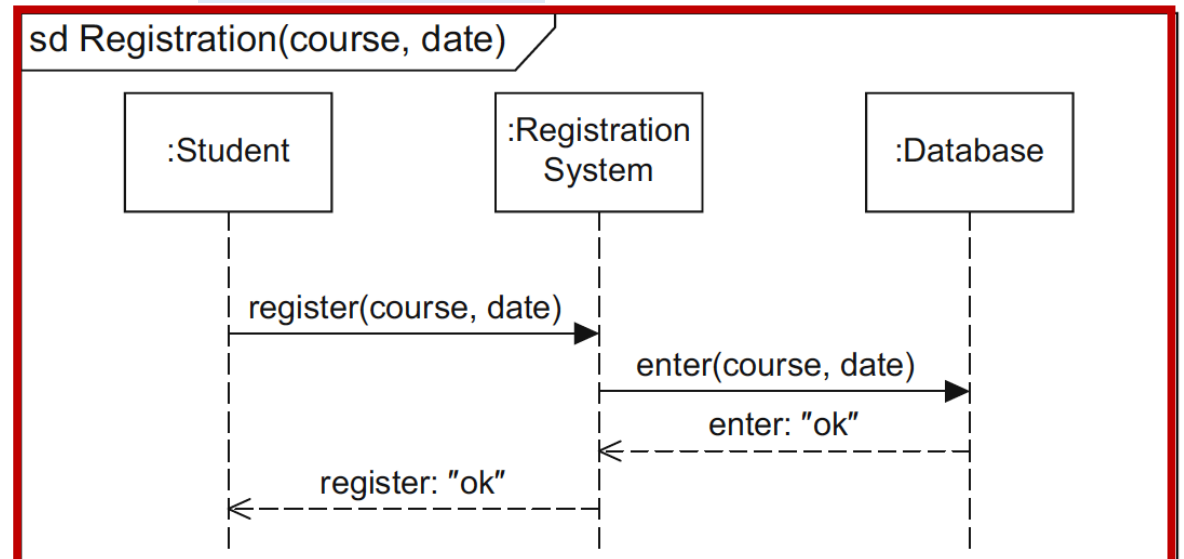 sd Registration(course, date)
:Student
:Registration
System
:Database
register(course, date)
enter(course, date)
enter: "ok"
register: "ok"